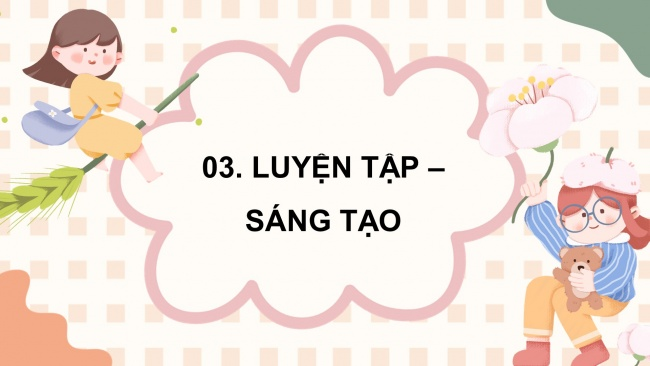 03. LUYỆN TẬP –
SÁNG TẠO